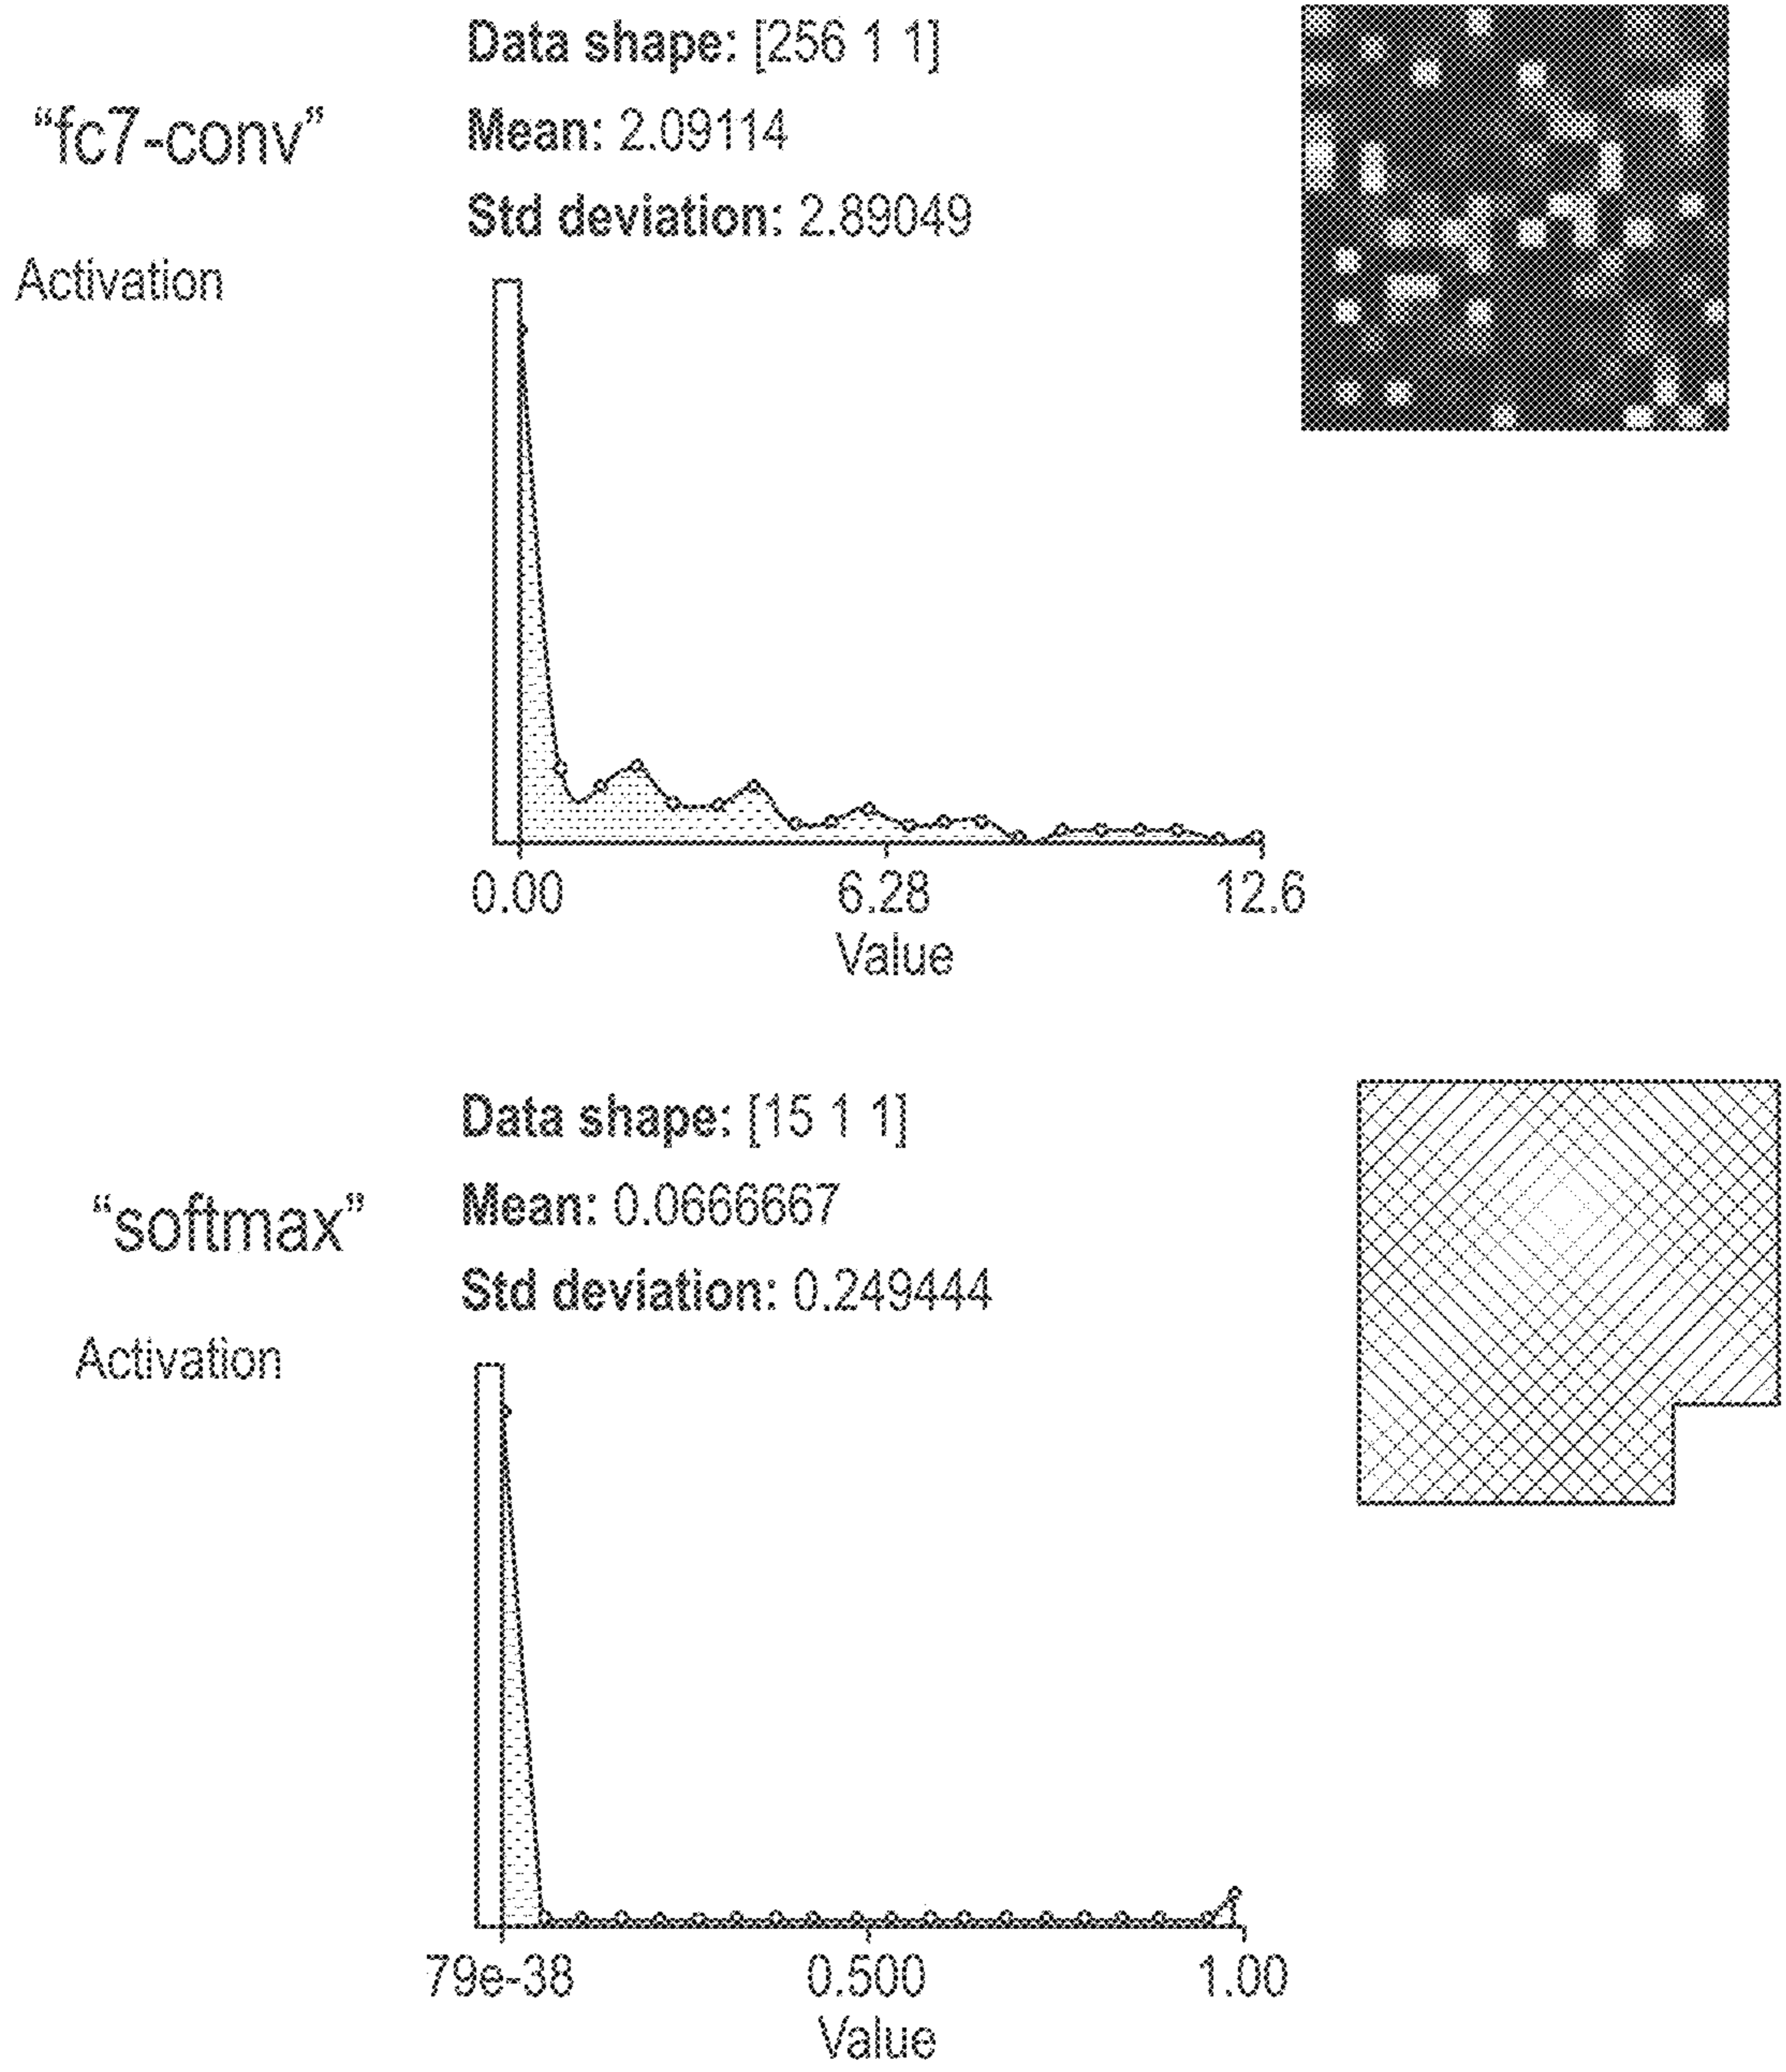 Data shape: [256 1 1]
“fc7-conv”
Mean: 2.09114
Std deviation: 2.89049
Activation
0.00 6.28 12.6
Value
Data shape: [15 1 1]
“softmax”
Mean: 0.0666667
Std deviation: 0.249444
Activation
79e-38 0.500 1.00
Value